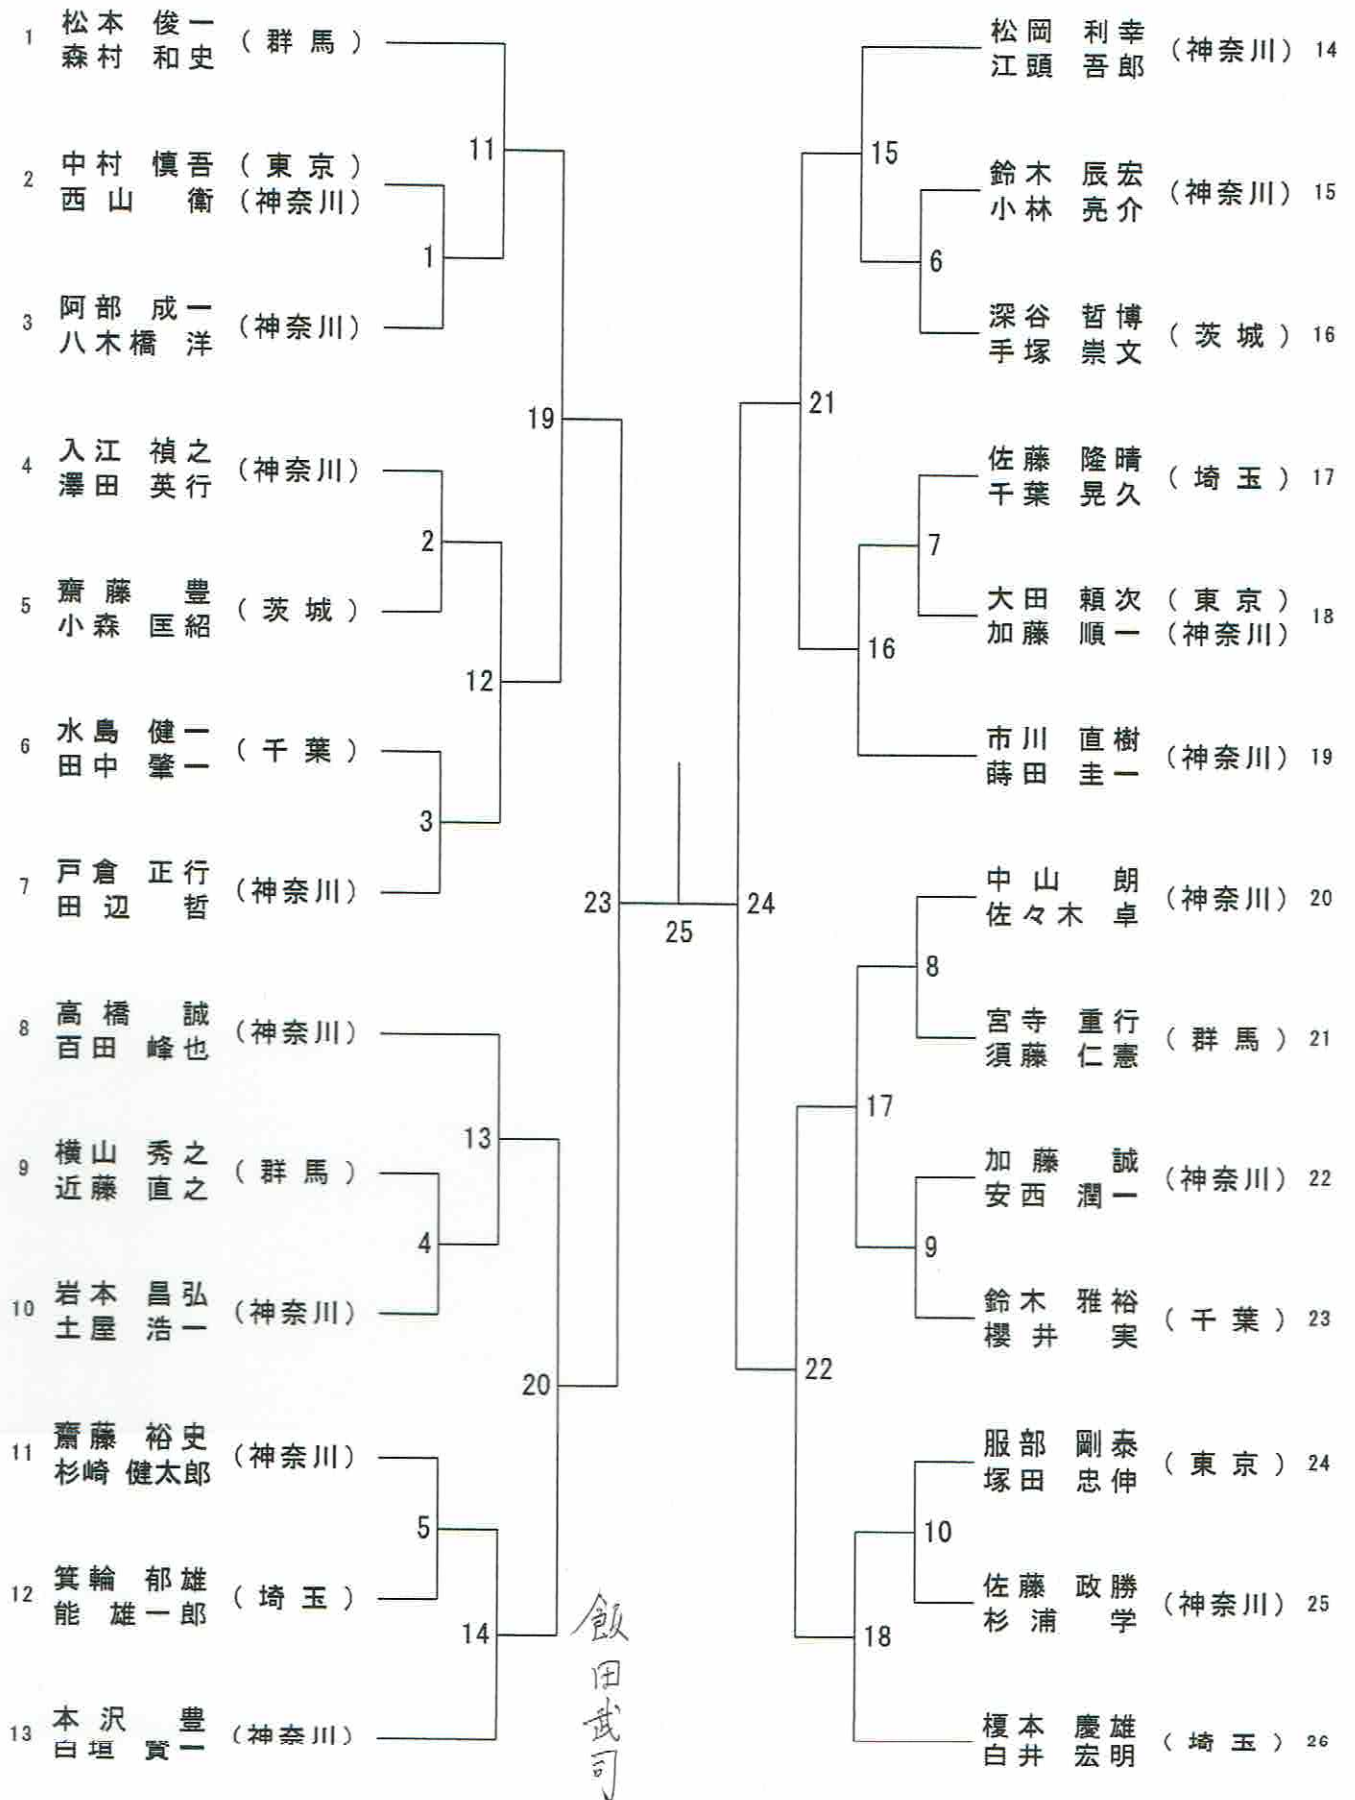 1 松本 俊一 (群馬)
森村 和史
2 中村 慎吾 (東京)
西山 衛 (神奈川)
3 阿部 成一 (神奈川)
八木橋 洋
4 入江 禎之 (神奈川)
澤田 英行
5 齋藤 豊 (茨城)
小森 匡紹
6 水島 健一 (千葉)
田中 肇一
7 戸倉 正行 (神奈川)
田辺 哲
8 高橋 誠 (神奈川)
百田 峰也
9 横山 秀之 (群馬)
近藤 直之
10 岩本 昌弘 (神奈川)
土屋 浩一
11 齋藤 裕史 (神奈川)
杉崎 健太郎
12 箕輪 郁雄 (埼玉)
能 雄一郎
13 本沢 豊 (神奈川)
白垣 賢一
11
1
19
2
12
3
23
25
13
4
20
5
14
飯田武司
松岡 利幸 (神奈川) 14
江頭 吾郎
鈴木 辰宏 (神奈川) 15
小林 亮介
深谷 哲博 (茨城) 16
手塚 崇文
佐藤 隆晴 (埼玉) 17
千葉 晃久
大田 頼次 (東京) 18
加藤 順一 (神奈川)
市川 直樹 (神奈川) 19
蒔田 圭一
中山 朗 (神奈川) 20
佐々木 卓
宮寺 重行 (群馬) 21
須藤 仁憲
加藤 誠 (神奈川) 22
安西 潤一
鈴木 雅裕 (千葉) 23
櫻井 実
服部 剛泰 (東京) 24
塚田 忠伸
佐藤 政勝 (神奈川) 25
杉浦 学
榎本 慶雄 (埼玉) 26
白井 宏明
15
6
21
7
16
24
8
17
9
22
10
18